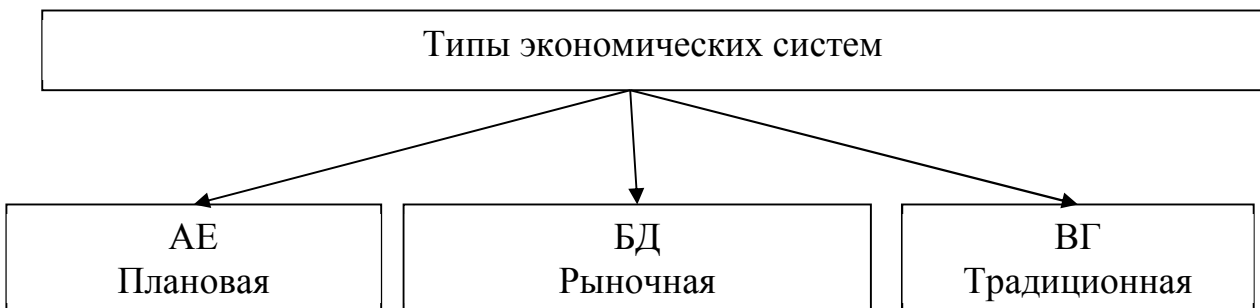 Типы экономических систем
АЕ
Плановая
БД
Рыночная
ВГ
Традиционная